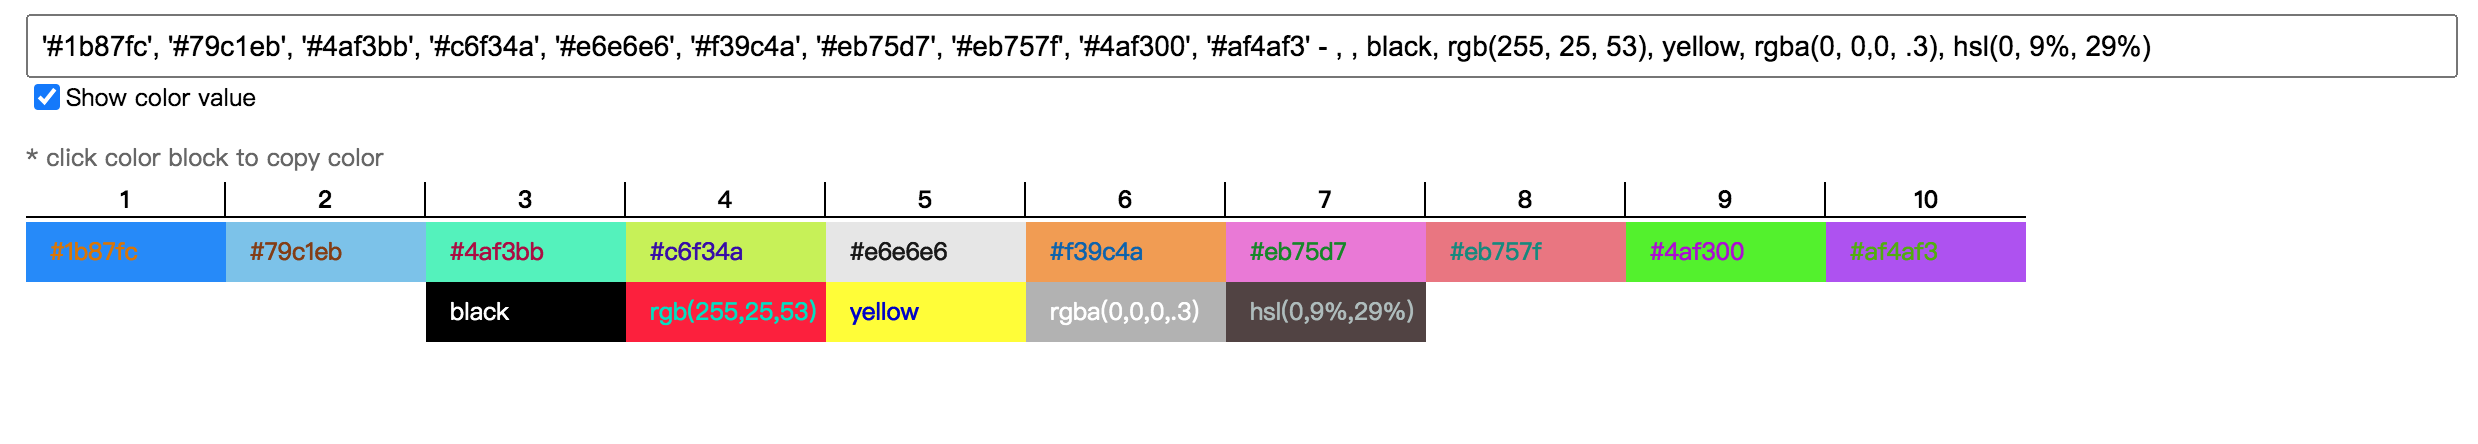 '#1b87fc', '#79c1eb', '#4af3bb', '#c6f34a', '#e6e6e6', '#f39c4a', '#eb75d7', '#eb757f', '#4af300', '#af4af3' - , , black, rgb(255, 25, 53), yellow, rgba(0, 0,0, .3), hsl(0, 9%, 29%)
Show color value
* click color block to copy color
1 2 3 4 5 6 7 8 9 10
#1b87fc #79c1eb #4af3bb #c6f34a #e6e6e6 #f39c4a #eb75d7 #eb757f #4af300 #af4af3
black rgb(255,25,53) yellow rgba(0,0,0,.3) hsl(0,9%,29%)